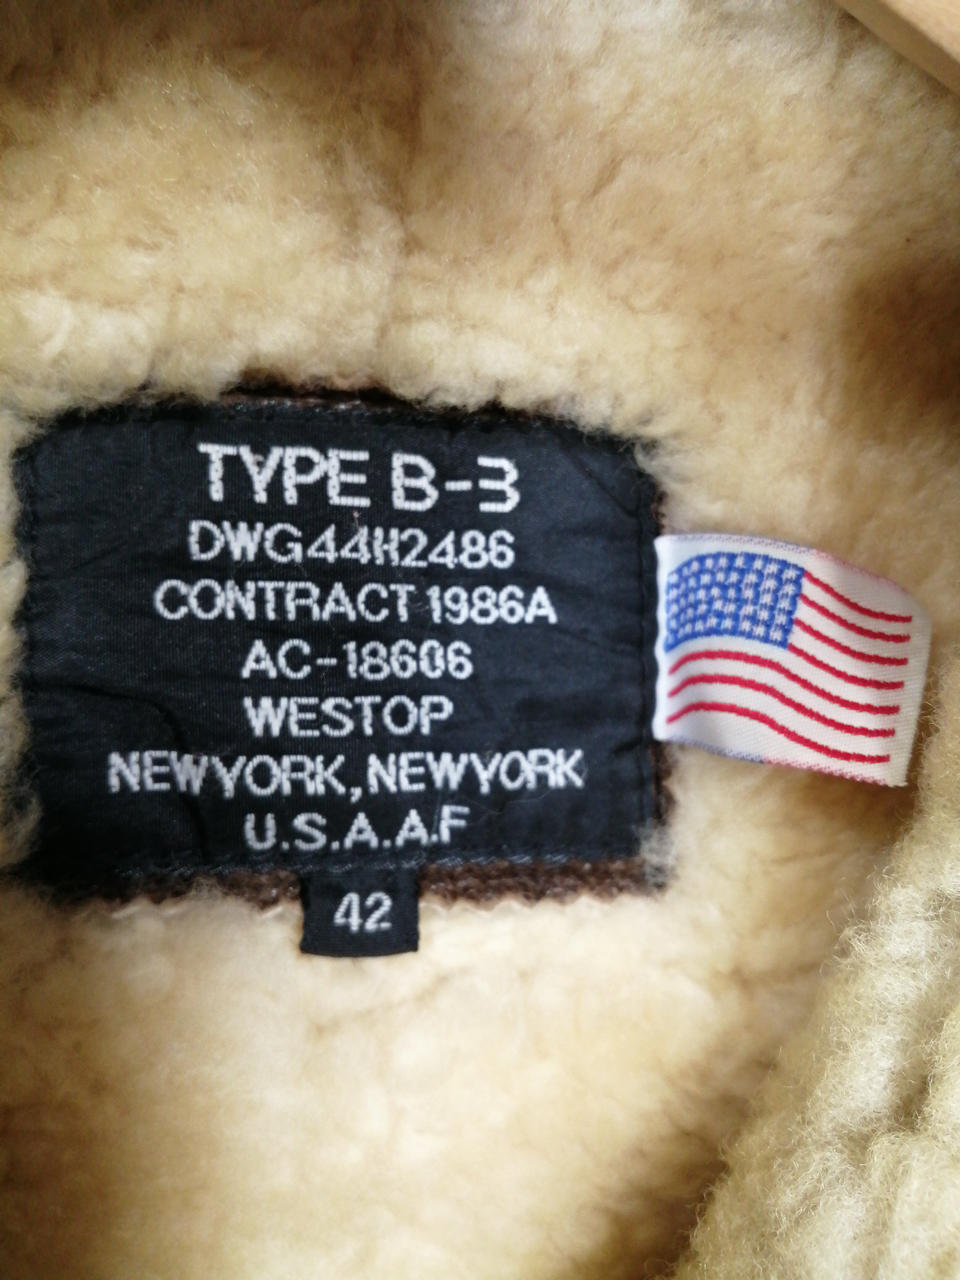 TYPE B-3
DWG44H2486
CONTRACT 1986A
AC-18606
WESTOP
NEWYORK, NEWYORK
U.S.A.A.F
42